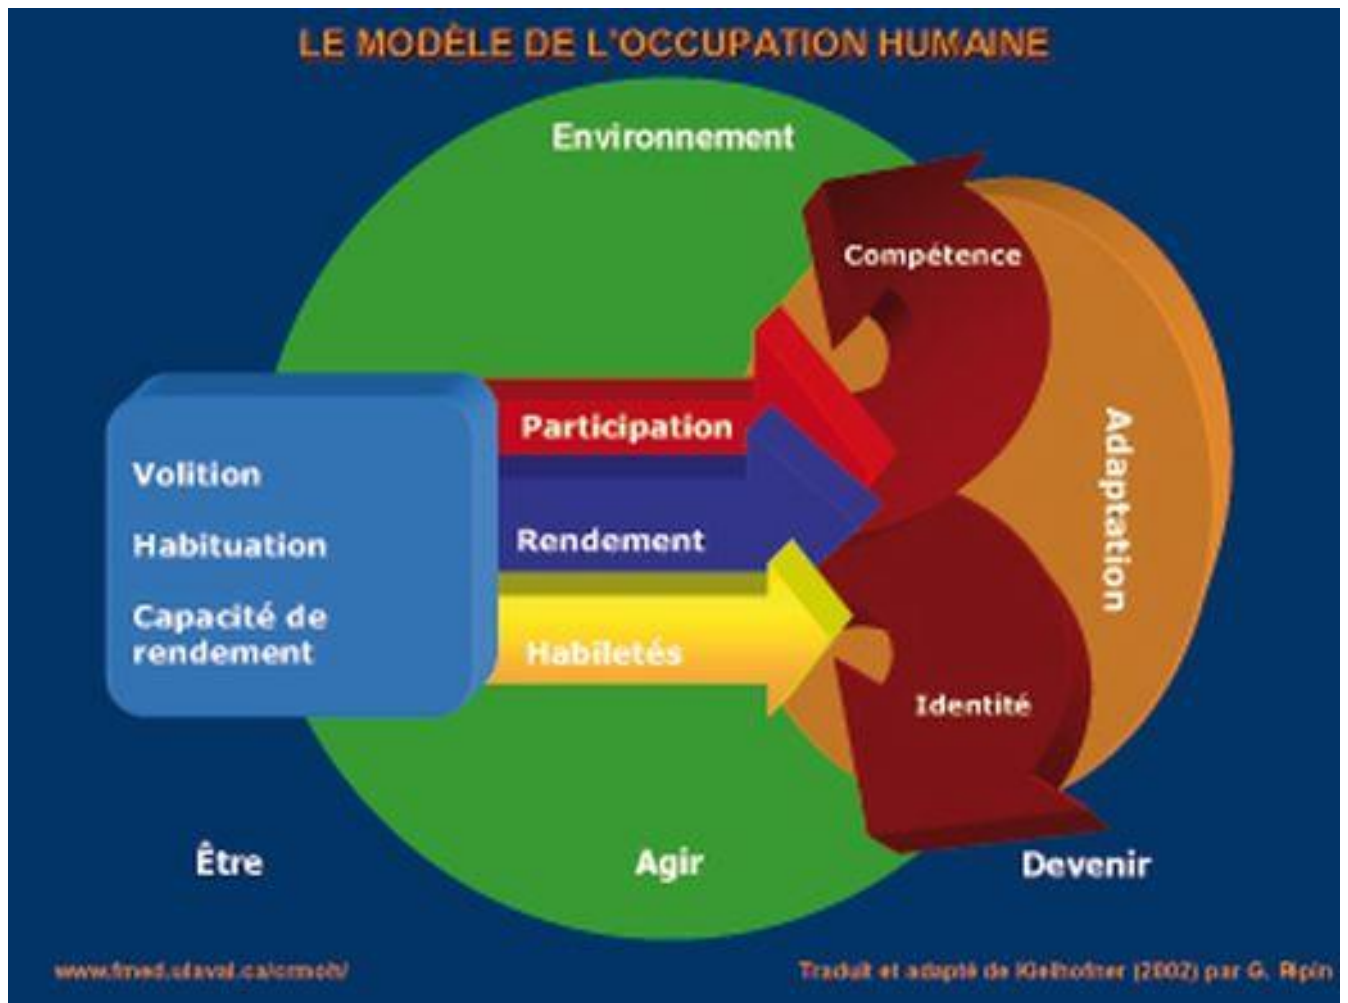 LE MODÈLE DE L'OCCUPATION HUMAINE
Environnement
Compétence
Participation
Volition
Adaptation
Habituation
Rendement
Capacité de
rendement
Habiletés
Identité
Être
Agir
Devenir
www.fmed.ulaval.ca/crmoh/
Traduit et adapté de Kielhofner (2002) par G. Pépin